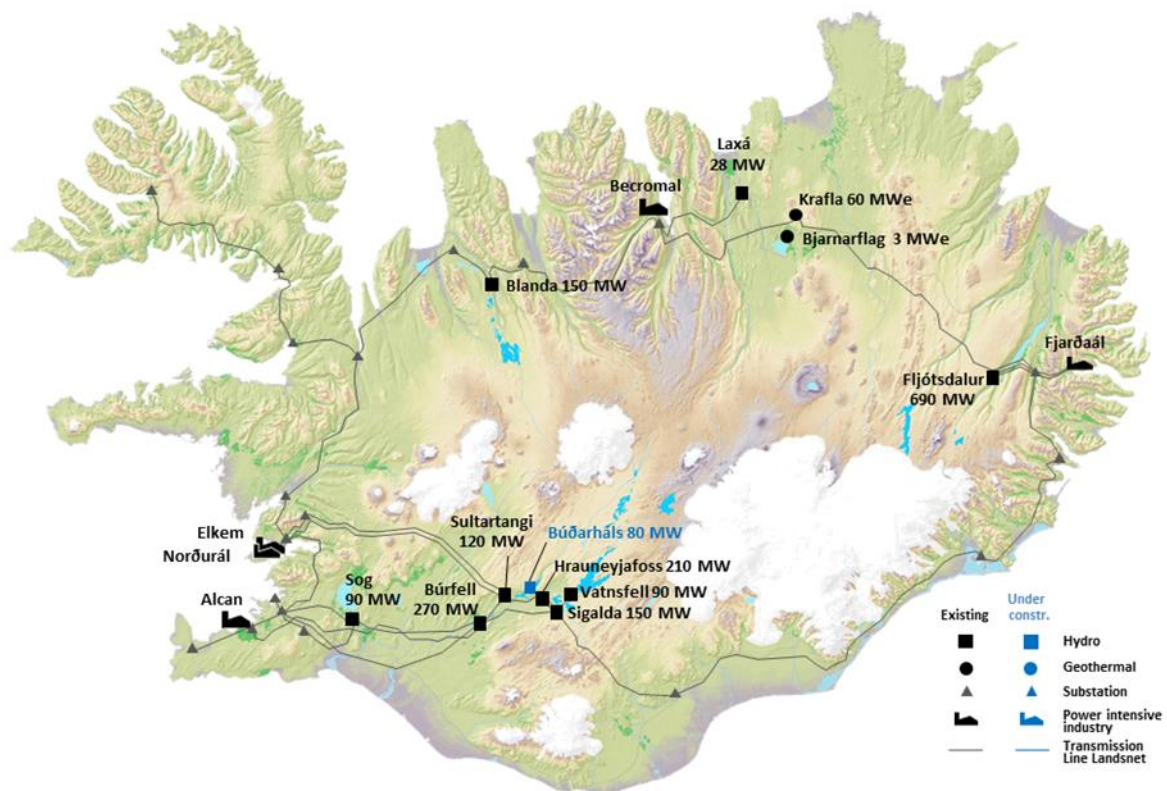 Laxá
28 MW
Becromal
Krafla 60 MWe
Bjarnarflag 3 MWe
Blanda 150 MW
Fjarðaál
Fljótsdalur
690 MW
Sultartangi
120 MW
Búðarháls 80 MW
Elkem
Norðurál
Hrauneyjafoss 210 MW
Sog
90 MW
Búrfell
270 MW
Vatnsfell 90 MW
Alcan
Sigalda 150 MW
Existing
Under
constr.
Hydro
Geothermal
Substation
Power intensive
industry
Transmission
Line Landsnet